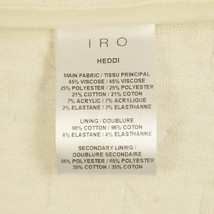 IRO
HEDDI
MAIN FABRIC / TISSU PRINCIPAL
45% VISCOSE / 45% VISCOSE
25% POLYESTER / 25% POLYESTER
21% COTTON / 21% COTON
7% ACRYLIC / 7% ACRYLIQUE
2% ELASTANE / 2% ELASTHANNE
LINING / DOUBLURE
96% COTTON / 96% COTON
4% ELASTANE / 4% ELASTHANNE
SECONDARY LINING /
DOUBLURE SECONDAIRE
65% POLYESTER / 65% POLYESTER
35% COTTON / 35% COTON